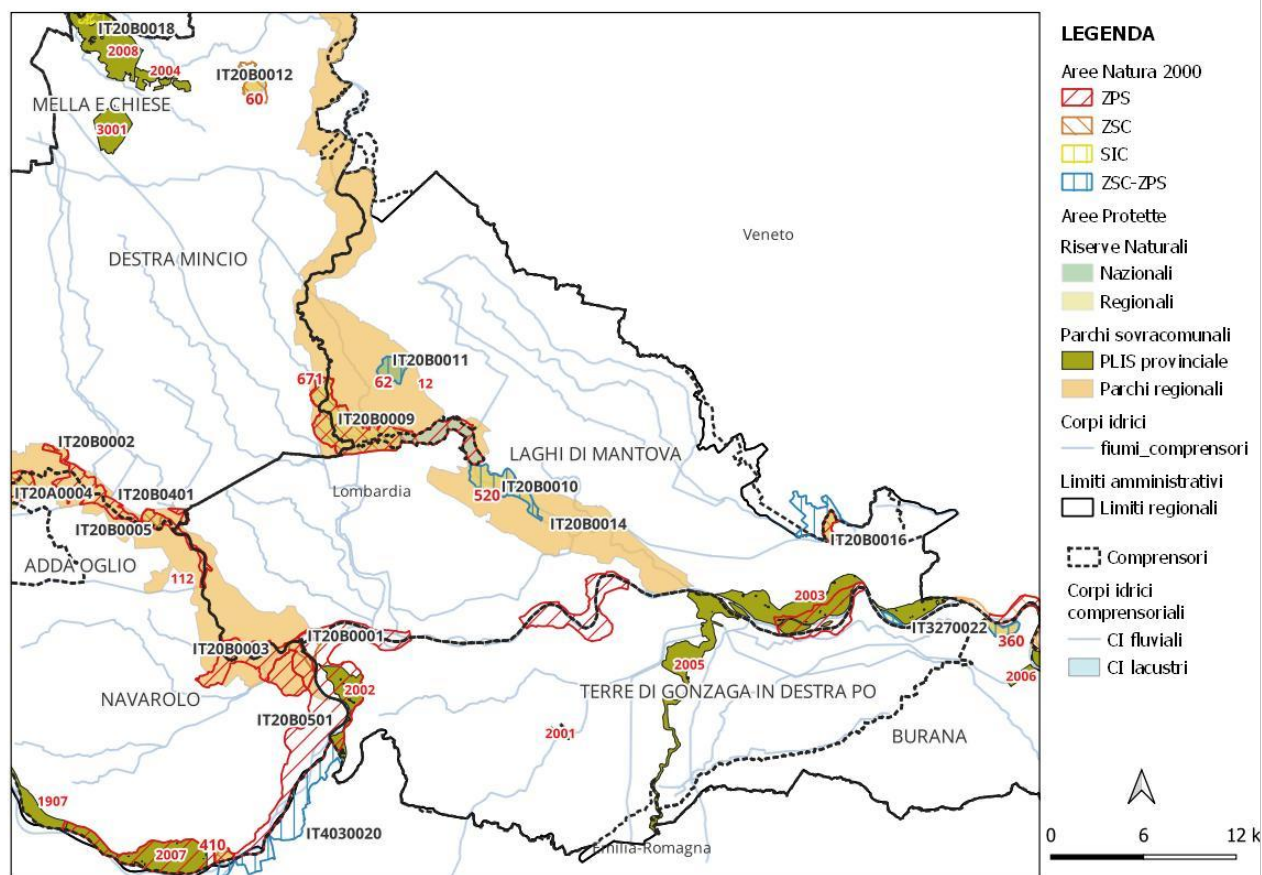 IT20B0018
2008
2004
IT20B0012
60
MELLA E CHIESE
3001
Veneto
DESTRA MINCIO
IT20B0011
671
62
12
IT20B0009
IT20B0002
LAGHI DI MANTOVA
IT20A0004
IT20B0401
Lombardia
IT20B0010
520
IT20B0005
IT20B0014
IT20B0016
ADDA OGLIO
112
2003
IT20B0001
IT3270022
IT20B0003
360
2005
2006
2002
NAVAROLO
TERRE DI GONZAGA IN DESTRA PO
IT20B0501
2001
BURANA
1907
IT4030020
410
2007
Emilia-Romagna
LEGENDA
Aree Natura 2000
ZPS
ZSC
SIC
ZSC-ZPS
Aree Protette
Riserve Naturali
Nazionali
Regionali
Parchi sovracomunali
PLIS provinciale
Parchi regionali
Corpi idrici
fiumi_comprensori
Limiti amministrativi
Limiti regionali
Comprensori
Corpi idrici
comprensoriali
CI fluviali
CI lacustri
0 6 12 k